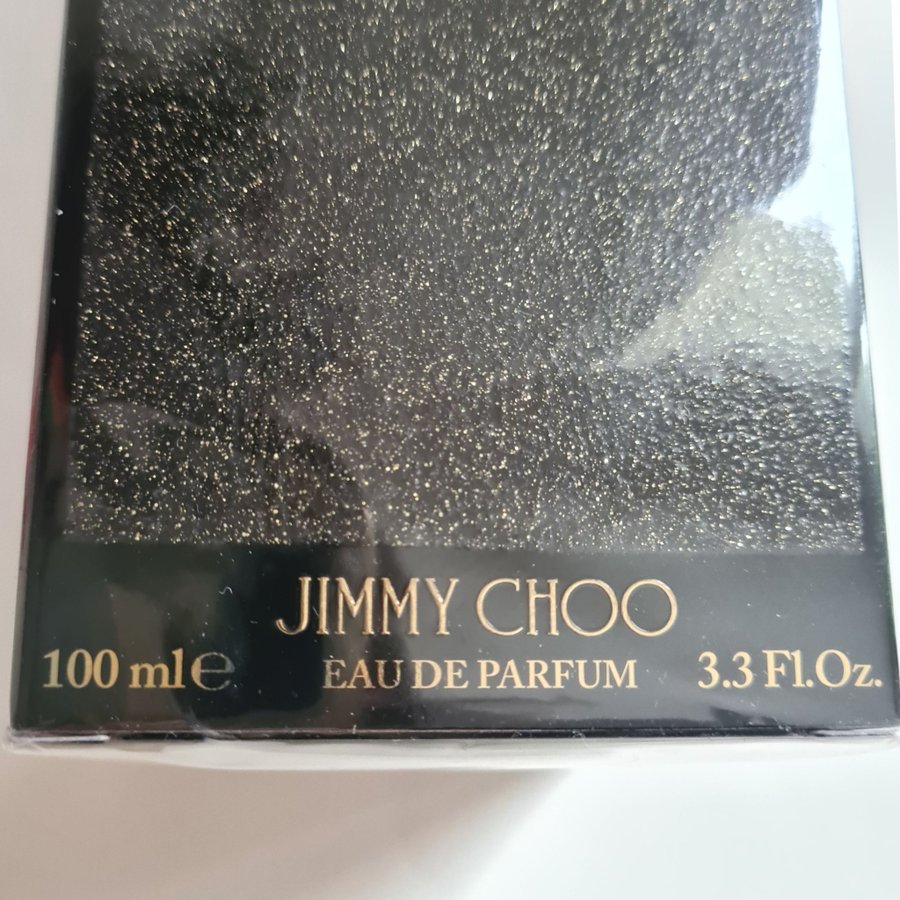 JIMMY CHOO
100 ml℮ EAU DE PARFUM 3.3 Fl.Oz.